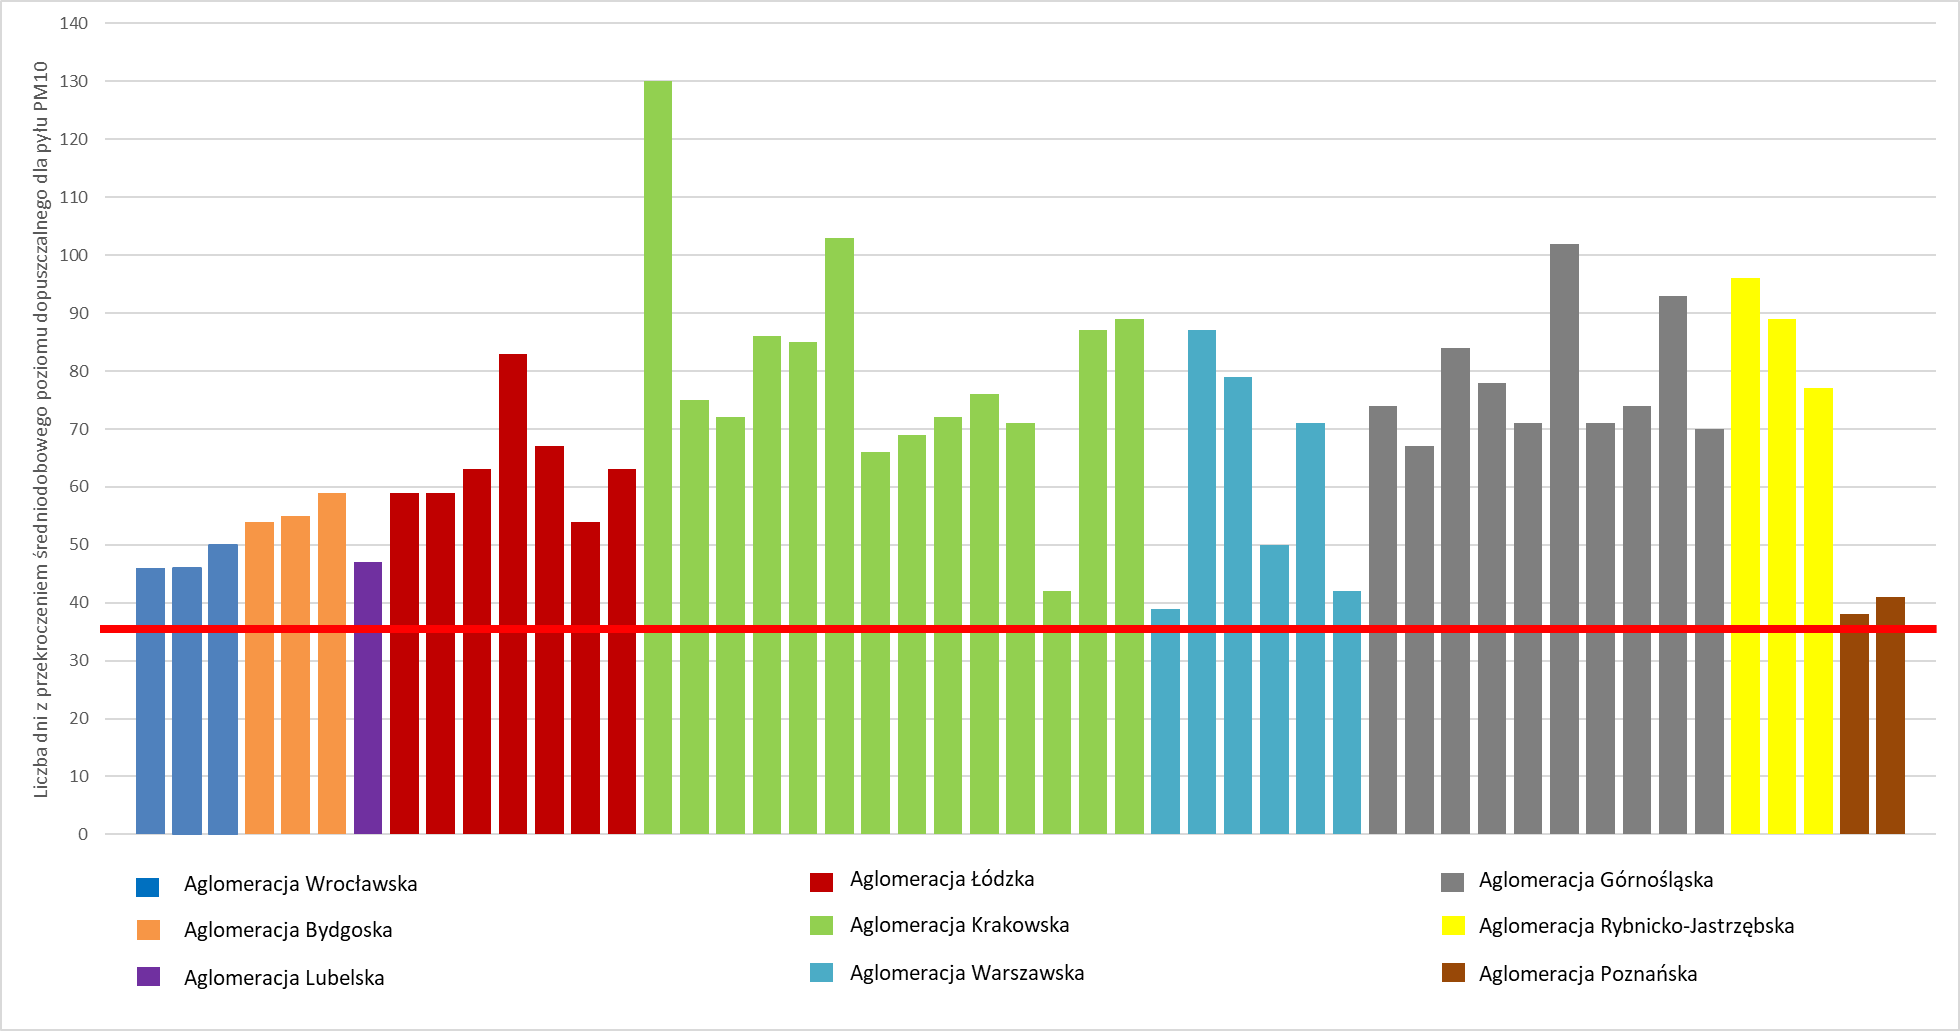 Liczba dni z przekroczeniem średniodobowego poziomu dopuszczalnego dla pyłu PM10
140
130
120
110
100
90
80
70
60
50
40
30
20
10
0
Aglomeracja Wrocławska
Aglomeracja Bydgoska
Aglomeracja Lubelska
Aglomeracja Łódzka
Aglomeracja Krakowska
Aglomeracja Warszawska
Aglomeracja Górnośląska
Aglomeracja Rybnicko-Jastrzębska
Aglomeracja Poznańska